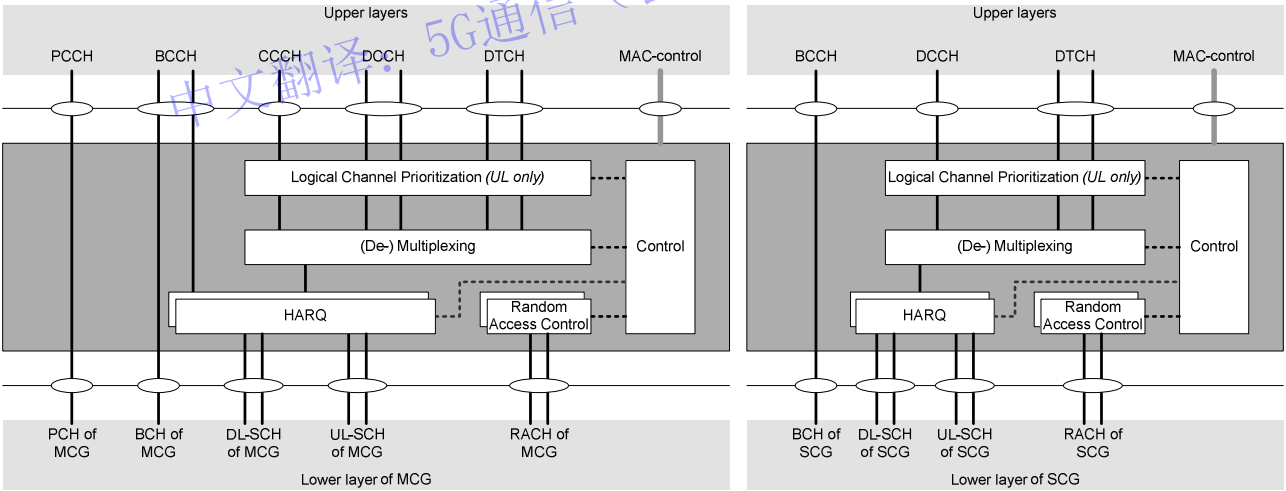 Upper layers
PCCH BCCH CCCH DCCH DTCH MAC-control
Logical Channel Prioritization (UL only)
(De-) Multiplexing
Control
HARQ
Random
Access Control
PCH of
MCG
BCH of
MCG
DL-SCH
of MCG
UL-SCH
of MCG
RACH of
MCG
Lower layer of MCG
Upper layers
BCCH DCCH DTCH MAC-control
Logical Channel Prioritization (UL only)
(De-) Multiplexing
Control
HARQ
Random
Access Control
BCH of
SCG
DL-SCH
of SCG
UL-SCH
of SCG
RACH of
SCG
Lower layer of SCG
中文翻译：5G通信（